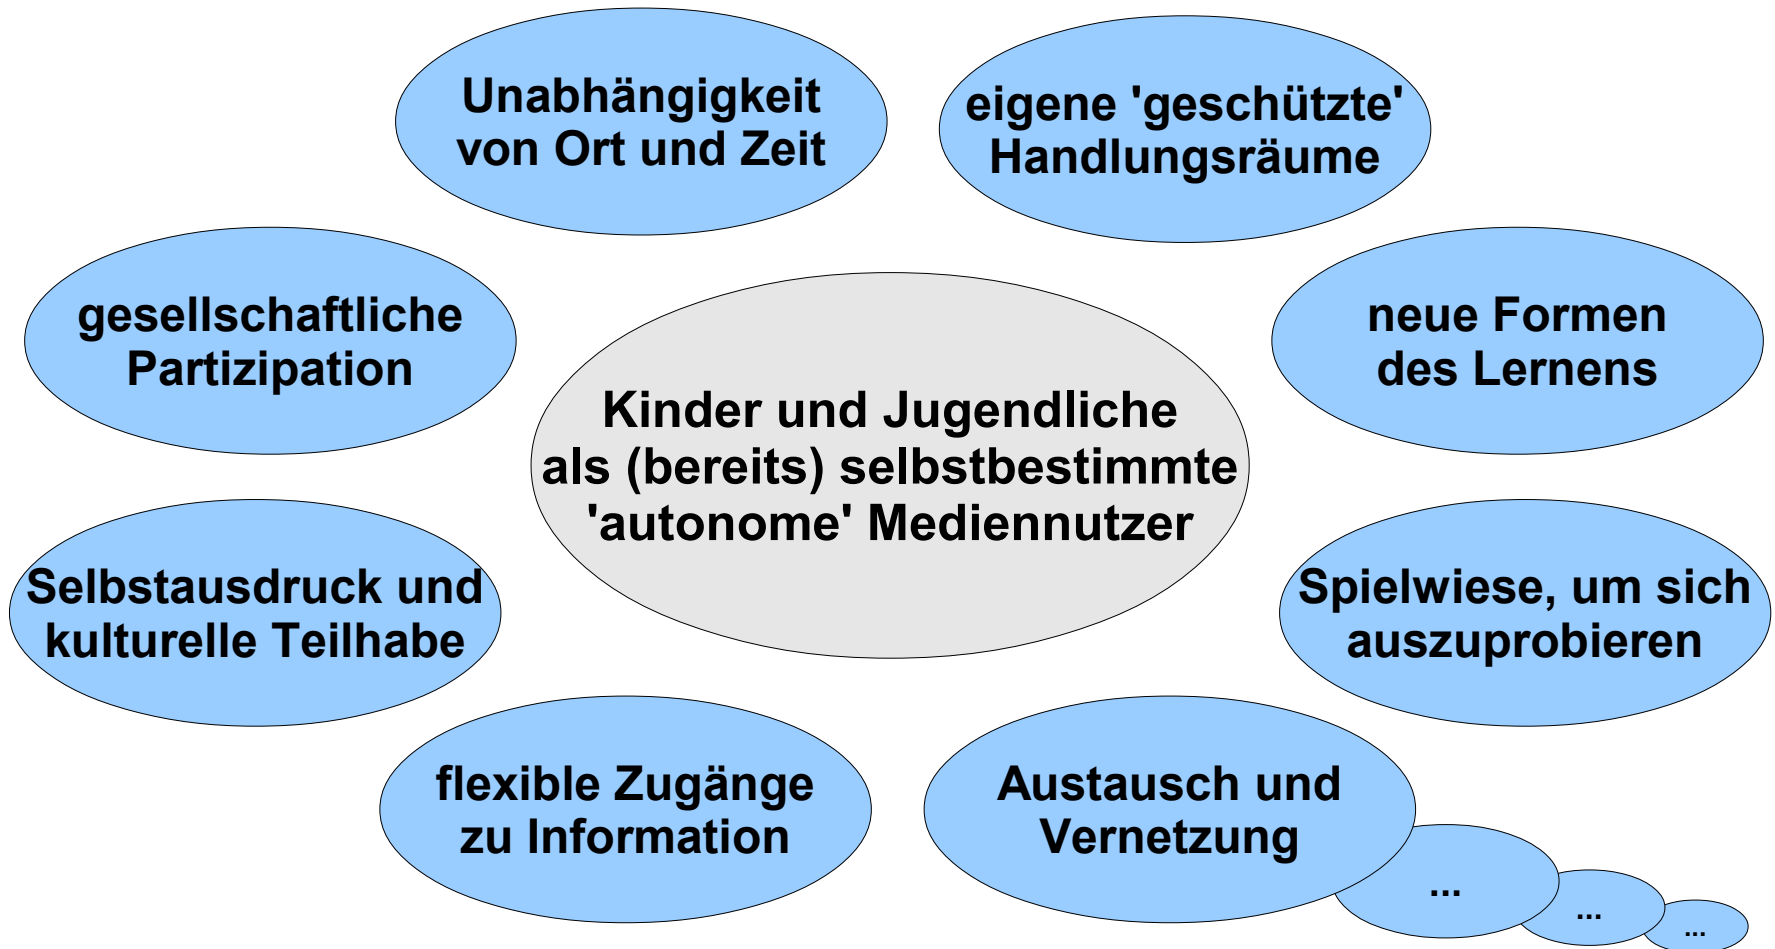 Unabhängigkeit
von Ort und Zeit
eigene 'geschützte'
Handlungsräume
gesellschaftliche
Partizipation
neue Formen
des Lernens
Kinder und Jugendliche
als (bereits) selbstbestimmte
'autonome' Mediennutzer
Selbstausdruck und
kulturelle Teilhabe
Spielwiese, um sich
auszuprobieren
flexible Zugänge
zu Information
Austausch und
Vernetzung
...
...
...